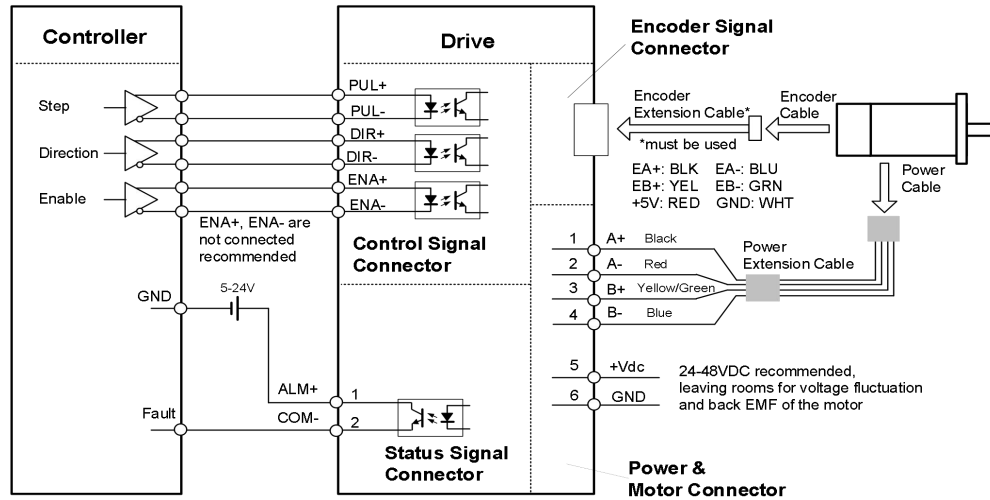 Controller
Drive
Encoder Signal
Connector
Step
PUL+
PUL-
Direction
DIR+
DIR-
Enable
ENA+
ENA-
ENA+, ENA- are
not connected
recommended
Control Signal
Connector
Encoder
Extension Cable*
*must be used
Encoder
Cable
EA+: BLK EA-: BLU
EB+: YEL EB-: GRN
+5V: RED GND: WHT
Power
Cable
1 A+ Black
2 A- Red
3 B+ Yellow/Green
4 B- Blue
Power
Extension Cable
GND
5-24V
5 +Vdc
6 GND
24-48VDC recommended,
leaving rooms for voltage fluctuation
and back EMF of the motor
ALM+ 1
Fault
COM- 2
Status Signal
Connector
Power &
Motor Connector